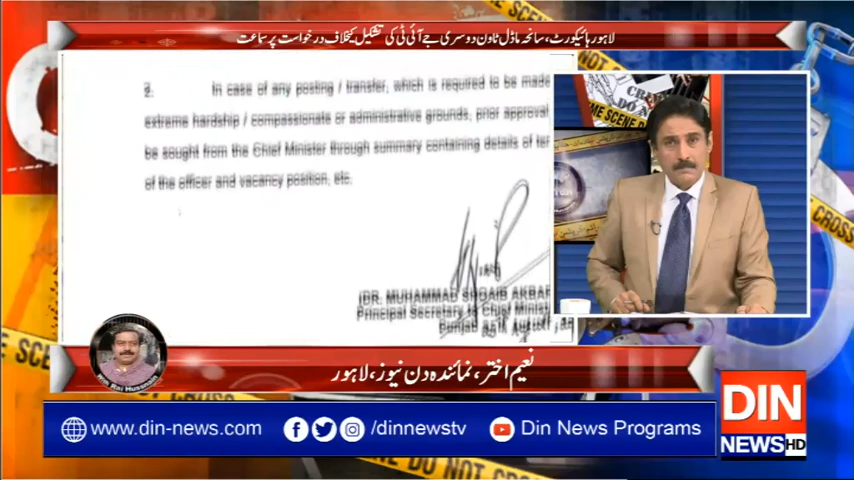 لاہور ہائیکورٹ، سانحہ ماڈل ٹاؤن دوسری جے آئی ٹی کی تشکیل کیخلاف درخواست پر سماعت
2. In case of any posting / transfer, which is required to be made
extreme hardship / compassionate or administrative grounds, prior approval
be sought from the Chief Minister through summary containing details of
of the officer and vacancy position, etc.
(DR. MUHAMMAD SHOAIB AKBAR
Principal Secretary to Chief
Punjab
نعیم اختر، نمائندہ دن نیوز، لاہور
www.din-news.com /dinnewstv Din News Programs
DIN
NEWS HD